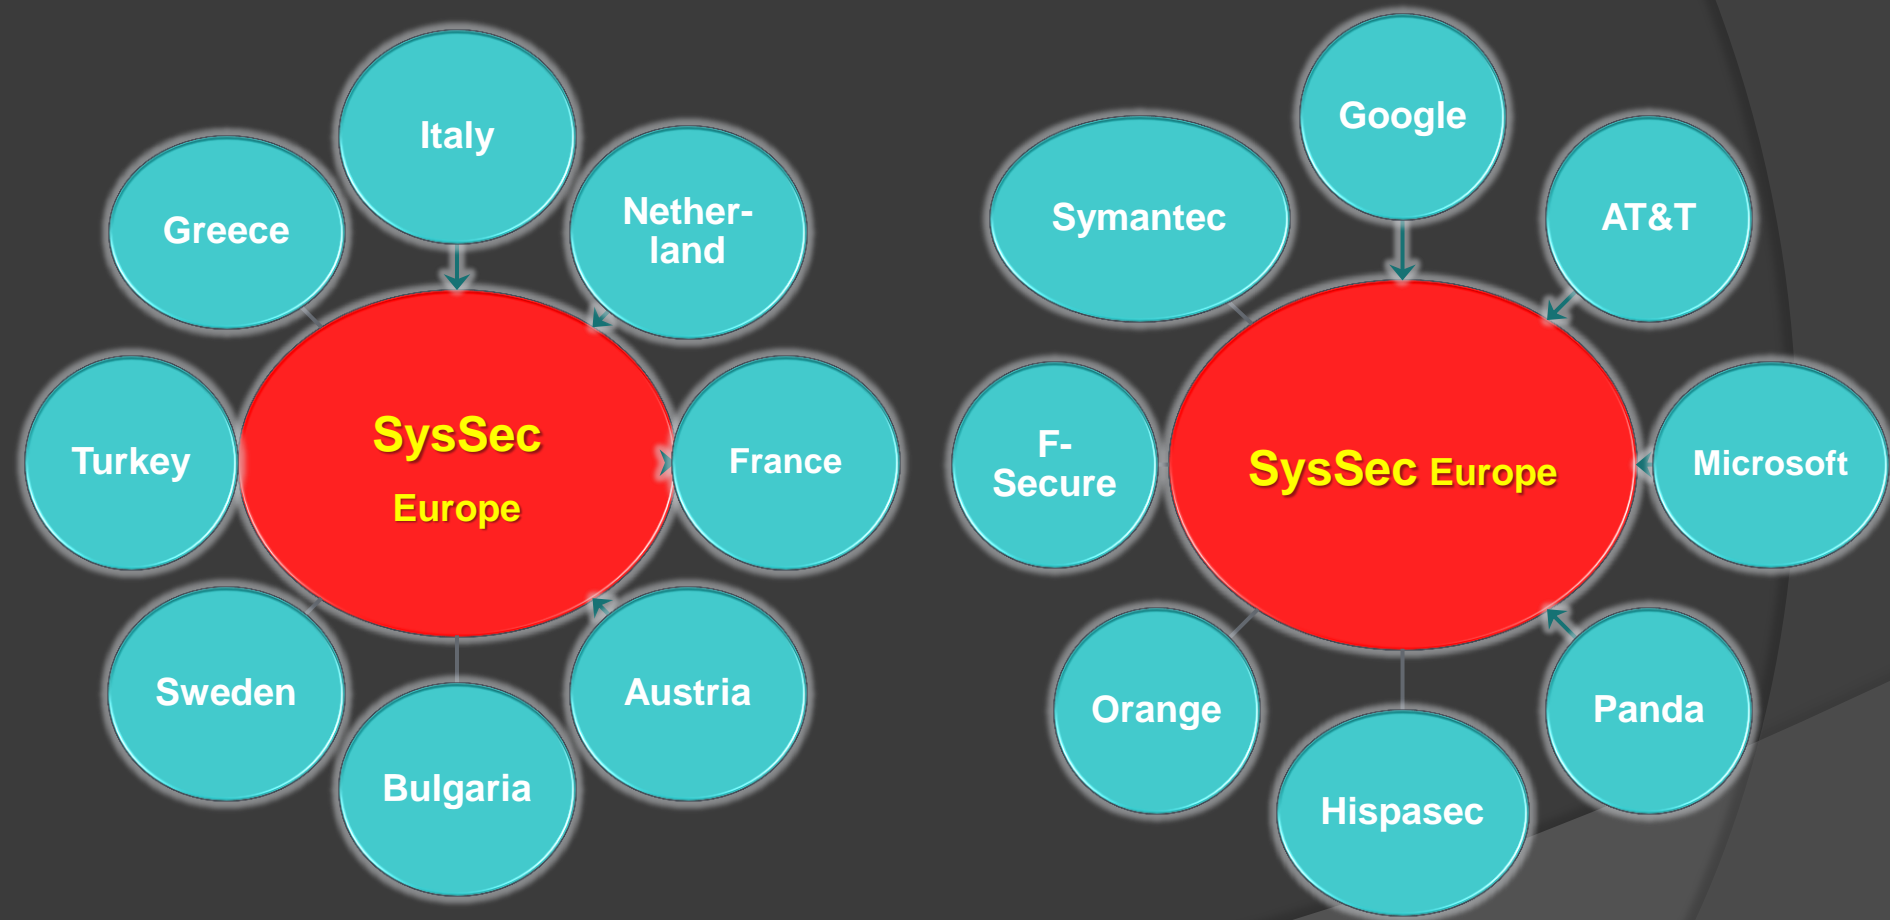 Italy
Nether-
land
France
Austria
Bulgaria
Sweden
Turkey
Greece
SysSec
Europe
Google
AT&T
Microsoft
Panda
Hispasec
Orange
F-
Secure
Symantec
SysSec Europe